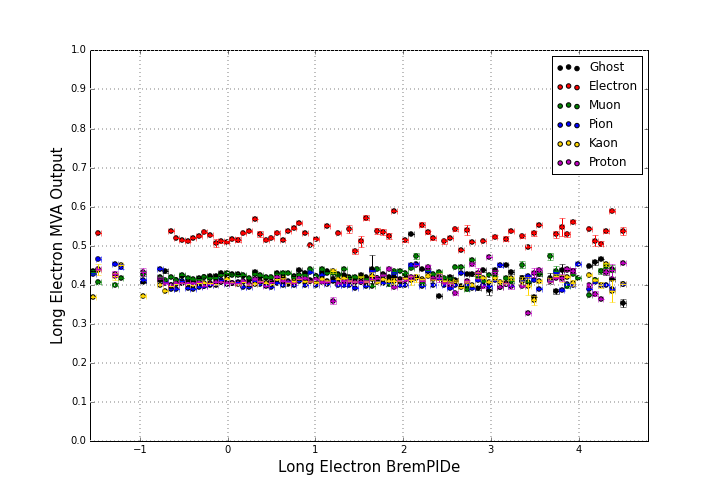 1.0
0.9
0.8
0.7
0.6
0.5
0.4
0.3
0.2
0.1
0.0
−1
0
1
2
3
4
Long Electron MVA Output
Long Electron BremPIDe
Ghost
Electron
Muon
Pion
Kaon
Proton